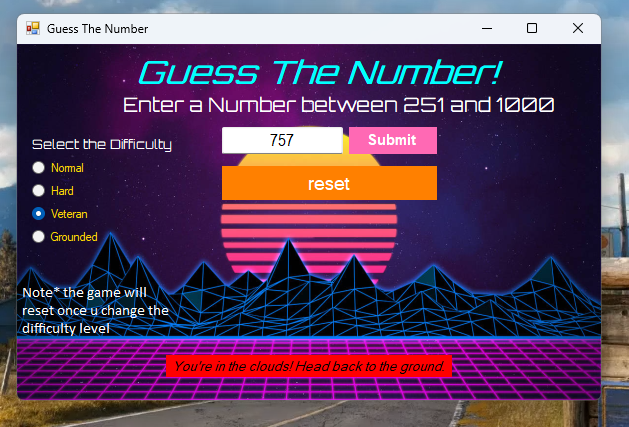 Guess The Number
Guess The Number!
Enter a Number between 251 and 1000
Select the Difficulty
757
Submit
Normal
reset
Hard
Veteran
Grounded
Note* the game will
reset once u change the
difficulty level
You're in the clouds! Head back to the ground.